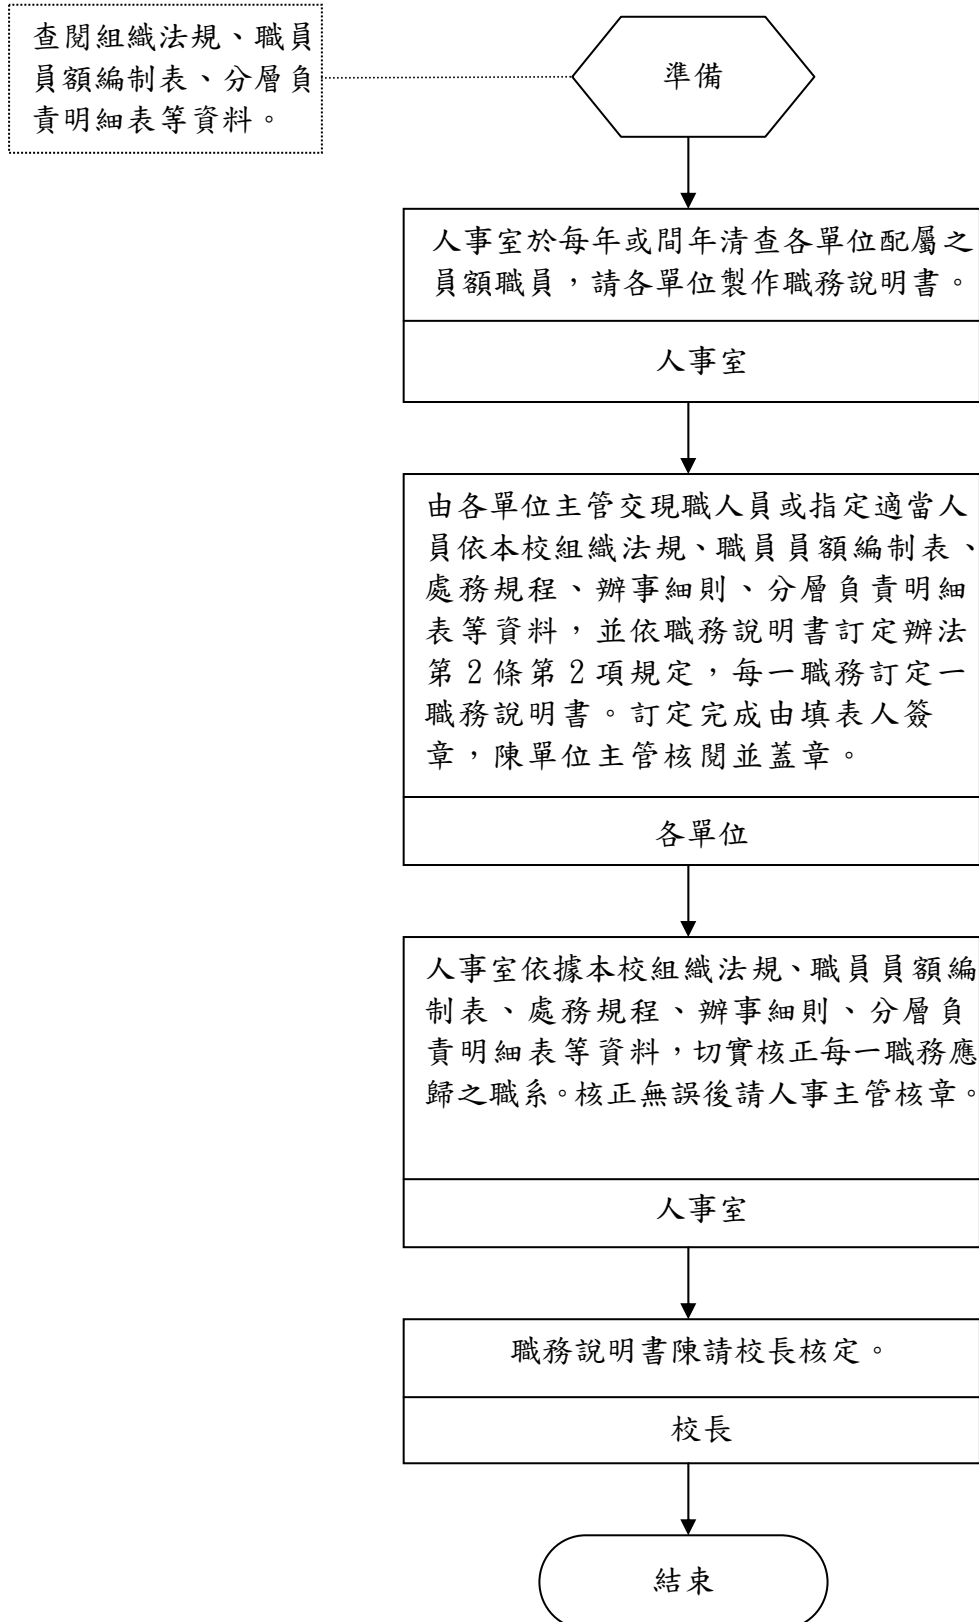 查閱組織法規、職員
員額編制表、分層負
責明細表等資料。
準備
人事室於每年或間年清查各單位配屬之
員額職員，請各單位製作職務說明書。
人事室
由各單位主管交現職人員或指定適當人
員依本校組織法規、職員員額編制表、
處務規程、辦事細則、分層負責明細
表等資料，並依職務說明書訂定辦法
第 2 條第 2 項規定，每一職務訂定一
職務說明書。訂定完成由填表人簽
章，陳單位主管核閱並蓋章。
各單位
人事室依據本校組織法規、職員員額編
制表、處務規程、辦事細則、分層負
責明細表等資料，切實核正每一職務應
歸之職系。核正無誤後請人事主管核章。
人事室
職務說明書陳請校長核定。
校長
結束